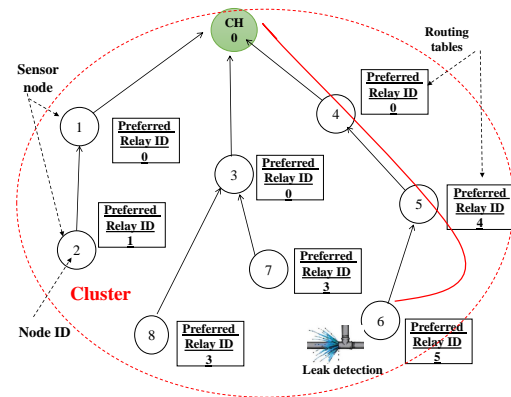 CH
0
Routing
tables
Sensor
node
Preferred
Relay ID
0
4
1
Preferred
Relay ID
0
3
Preferred
Relay ID
0
5
Preferred
Relay ID
4
2
Preferred
Relay ID
1
7
Preferred
Relay ID
3
Cluster
Node ID
8
Preferred
Relay ID
3
6
Preferred
Relay ID
5
Leak detection